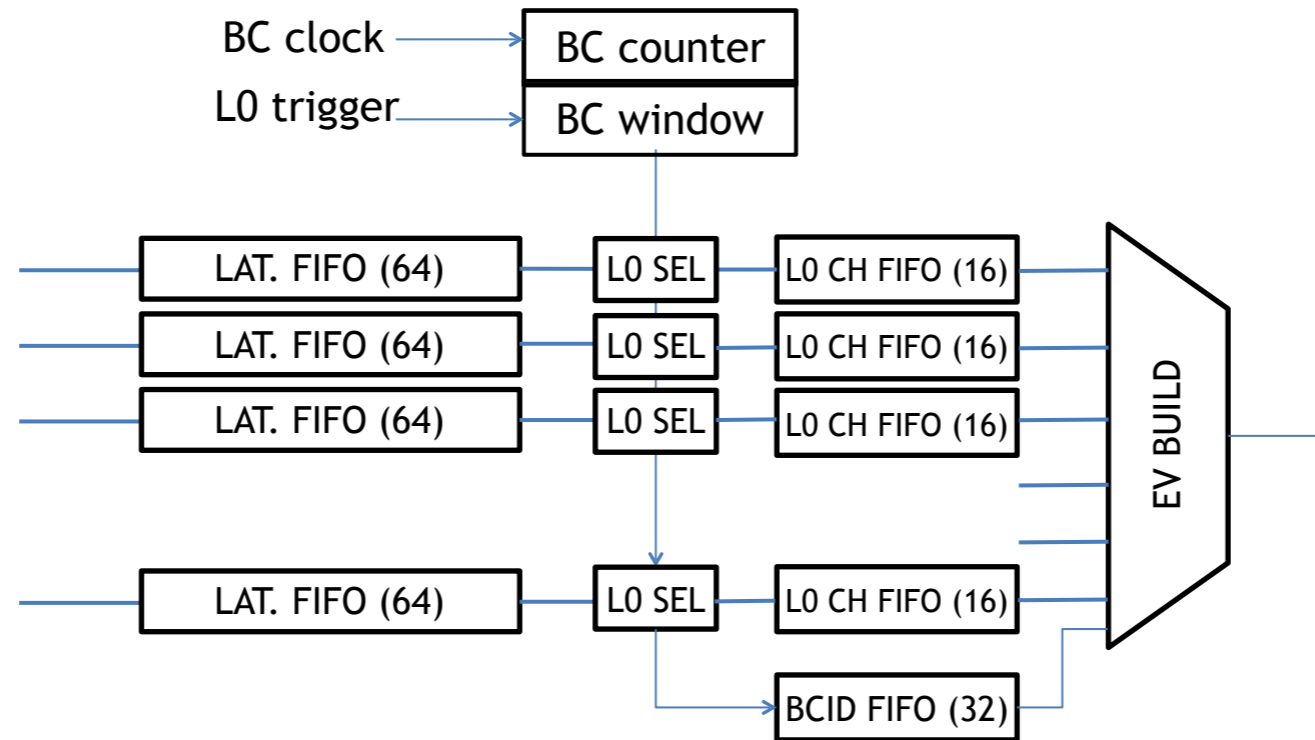 BC clock
BC counter
L0 trigger
BC window
LAT. FIFO (64)
L0 SEL
L0 CH FIFO (16)
LAT. FIFO (64)
L0 SEL
L0 CH FIFO (16)
LAT. FIFO (64)
L0 SEL
L0 CH FIFO (16)
EV BUILD
LAT. FIFO (64)
L0 SEL
L0 CH FIFO (16)
BCID FIFO (32)